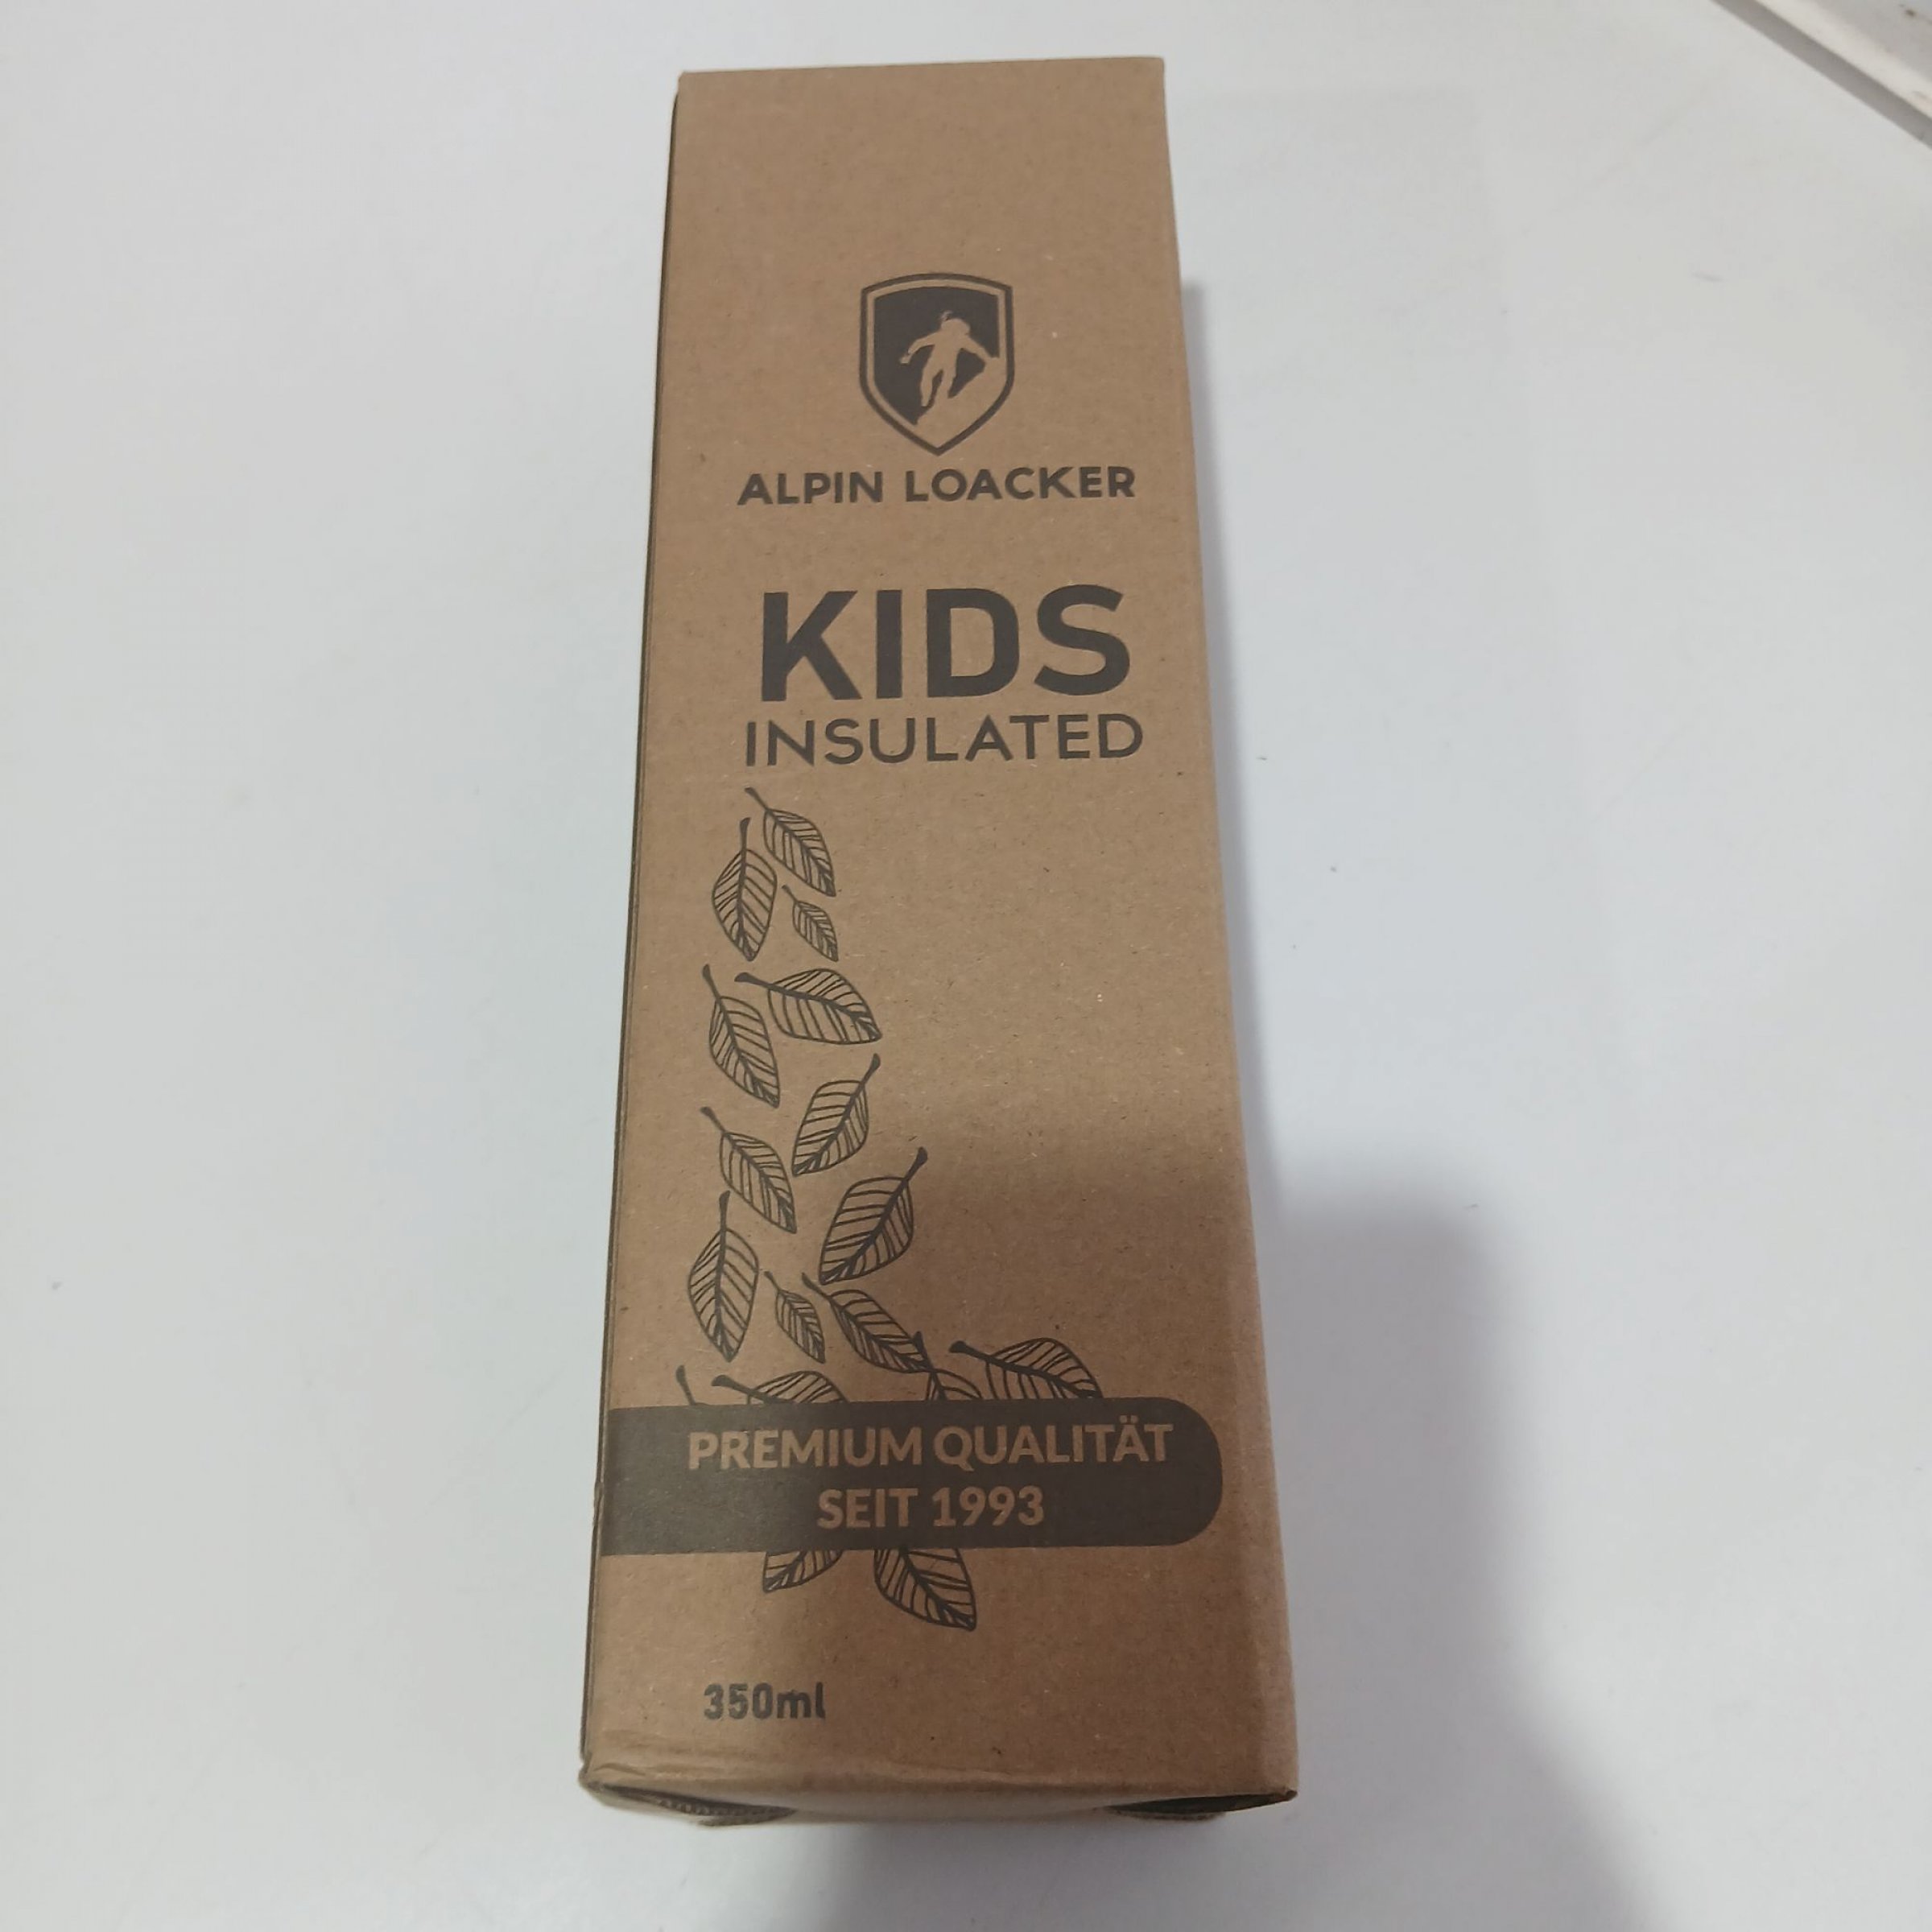 ALPIN LOACKER
KIDS
INSULATED
PREMIUM QUALITÄT
SEIT 1993
350ml